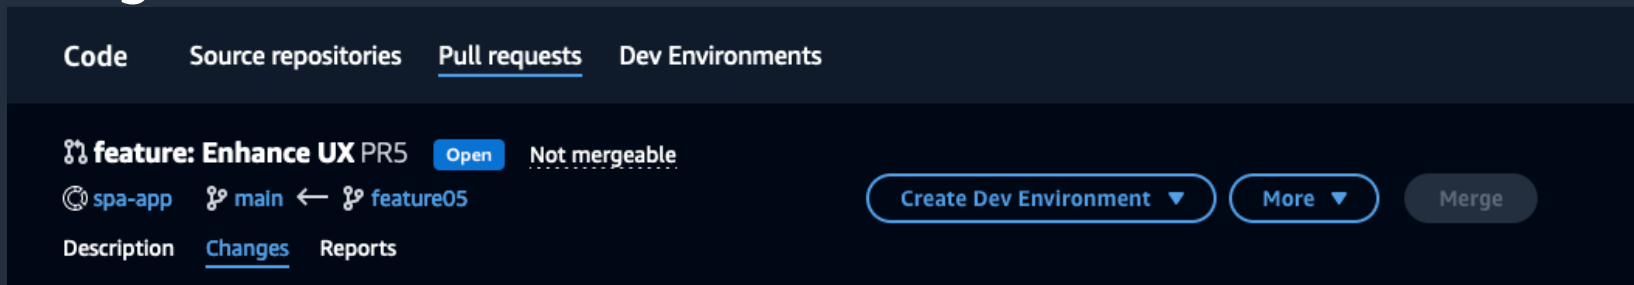 Code Source repositories Pull requests Dev Environments
feature: Enhance UX PR5 Open Not mergeable
spa-app main ← feature05
Create Dev Environment ▼ More ▼ Merge
Description Changes Reports